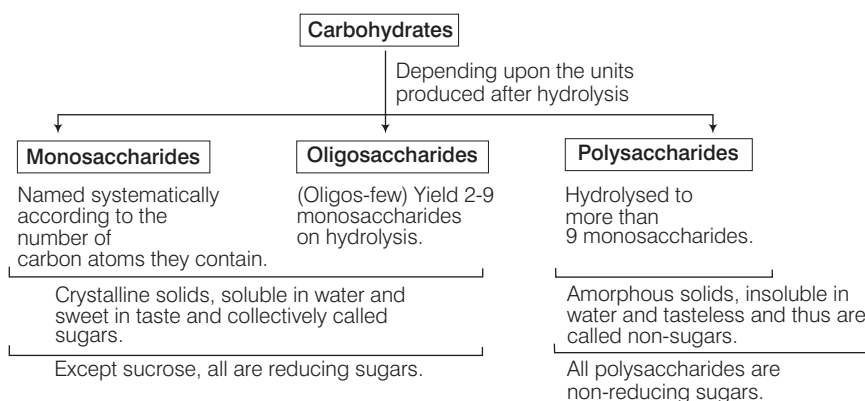 Carbohydrates
Depending upon the units
produced after hydrolysis
Monosaccharides
Named systematically
according to the
number of
carbon atoms they contain.
Oligosaccharides
(Oligos-few) Yield 2-9
monosaccharides
on hydrolysis.
Polysaccharides
Hydrolysed to
more than
9 monosaccharides.
Crystalline solids, soluble in water and
sweet in taste and collectively called
sugars.
Except sucrose, all are reducing sugars.
Amorphous solids, insoluble in
water and tasteless and thus are
called non-sugars.
All polysaccharides are
non-reducing sugars.